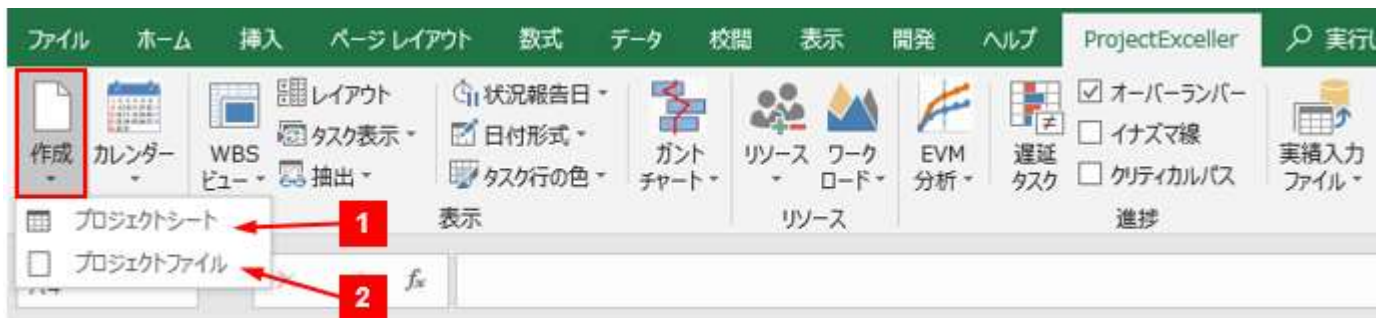 ファイル ホーム 挿入 ページ レイアウト 数式 データ 校閲 表示 開発 ヘルプ ProjectExceller 実行
作成
カレンダー
WBS
ビュー
レイアウト
タスク表示
抽出
状況報告日
日付形式
タスク行の色
表示
ガント
チャート
リソース
ワーク
ロード
リソース
EVM
分析
遅延
タスク
オーバーランバー
イナズマ線
クリティカルパス
進捗
実績入力
ファイル
プロジェクトシート
1
プロジェクトファイル
2
fx